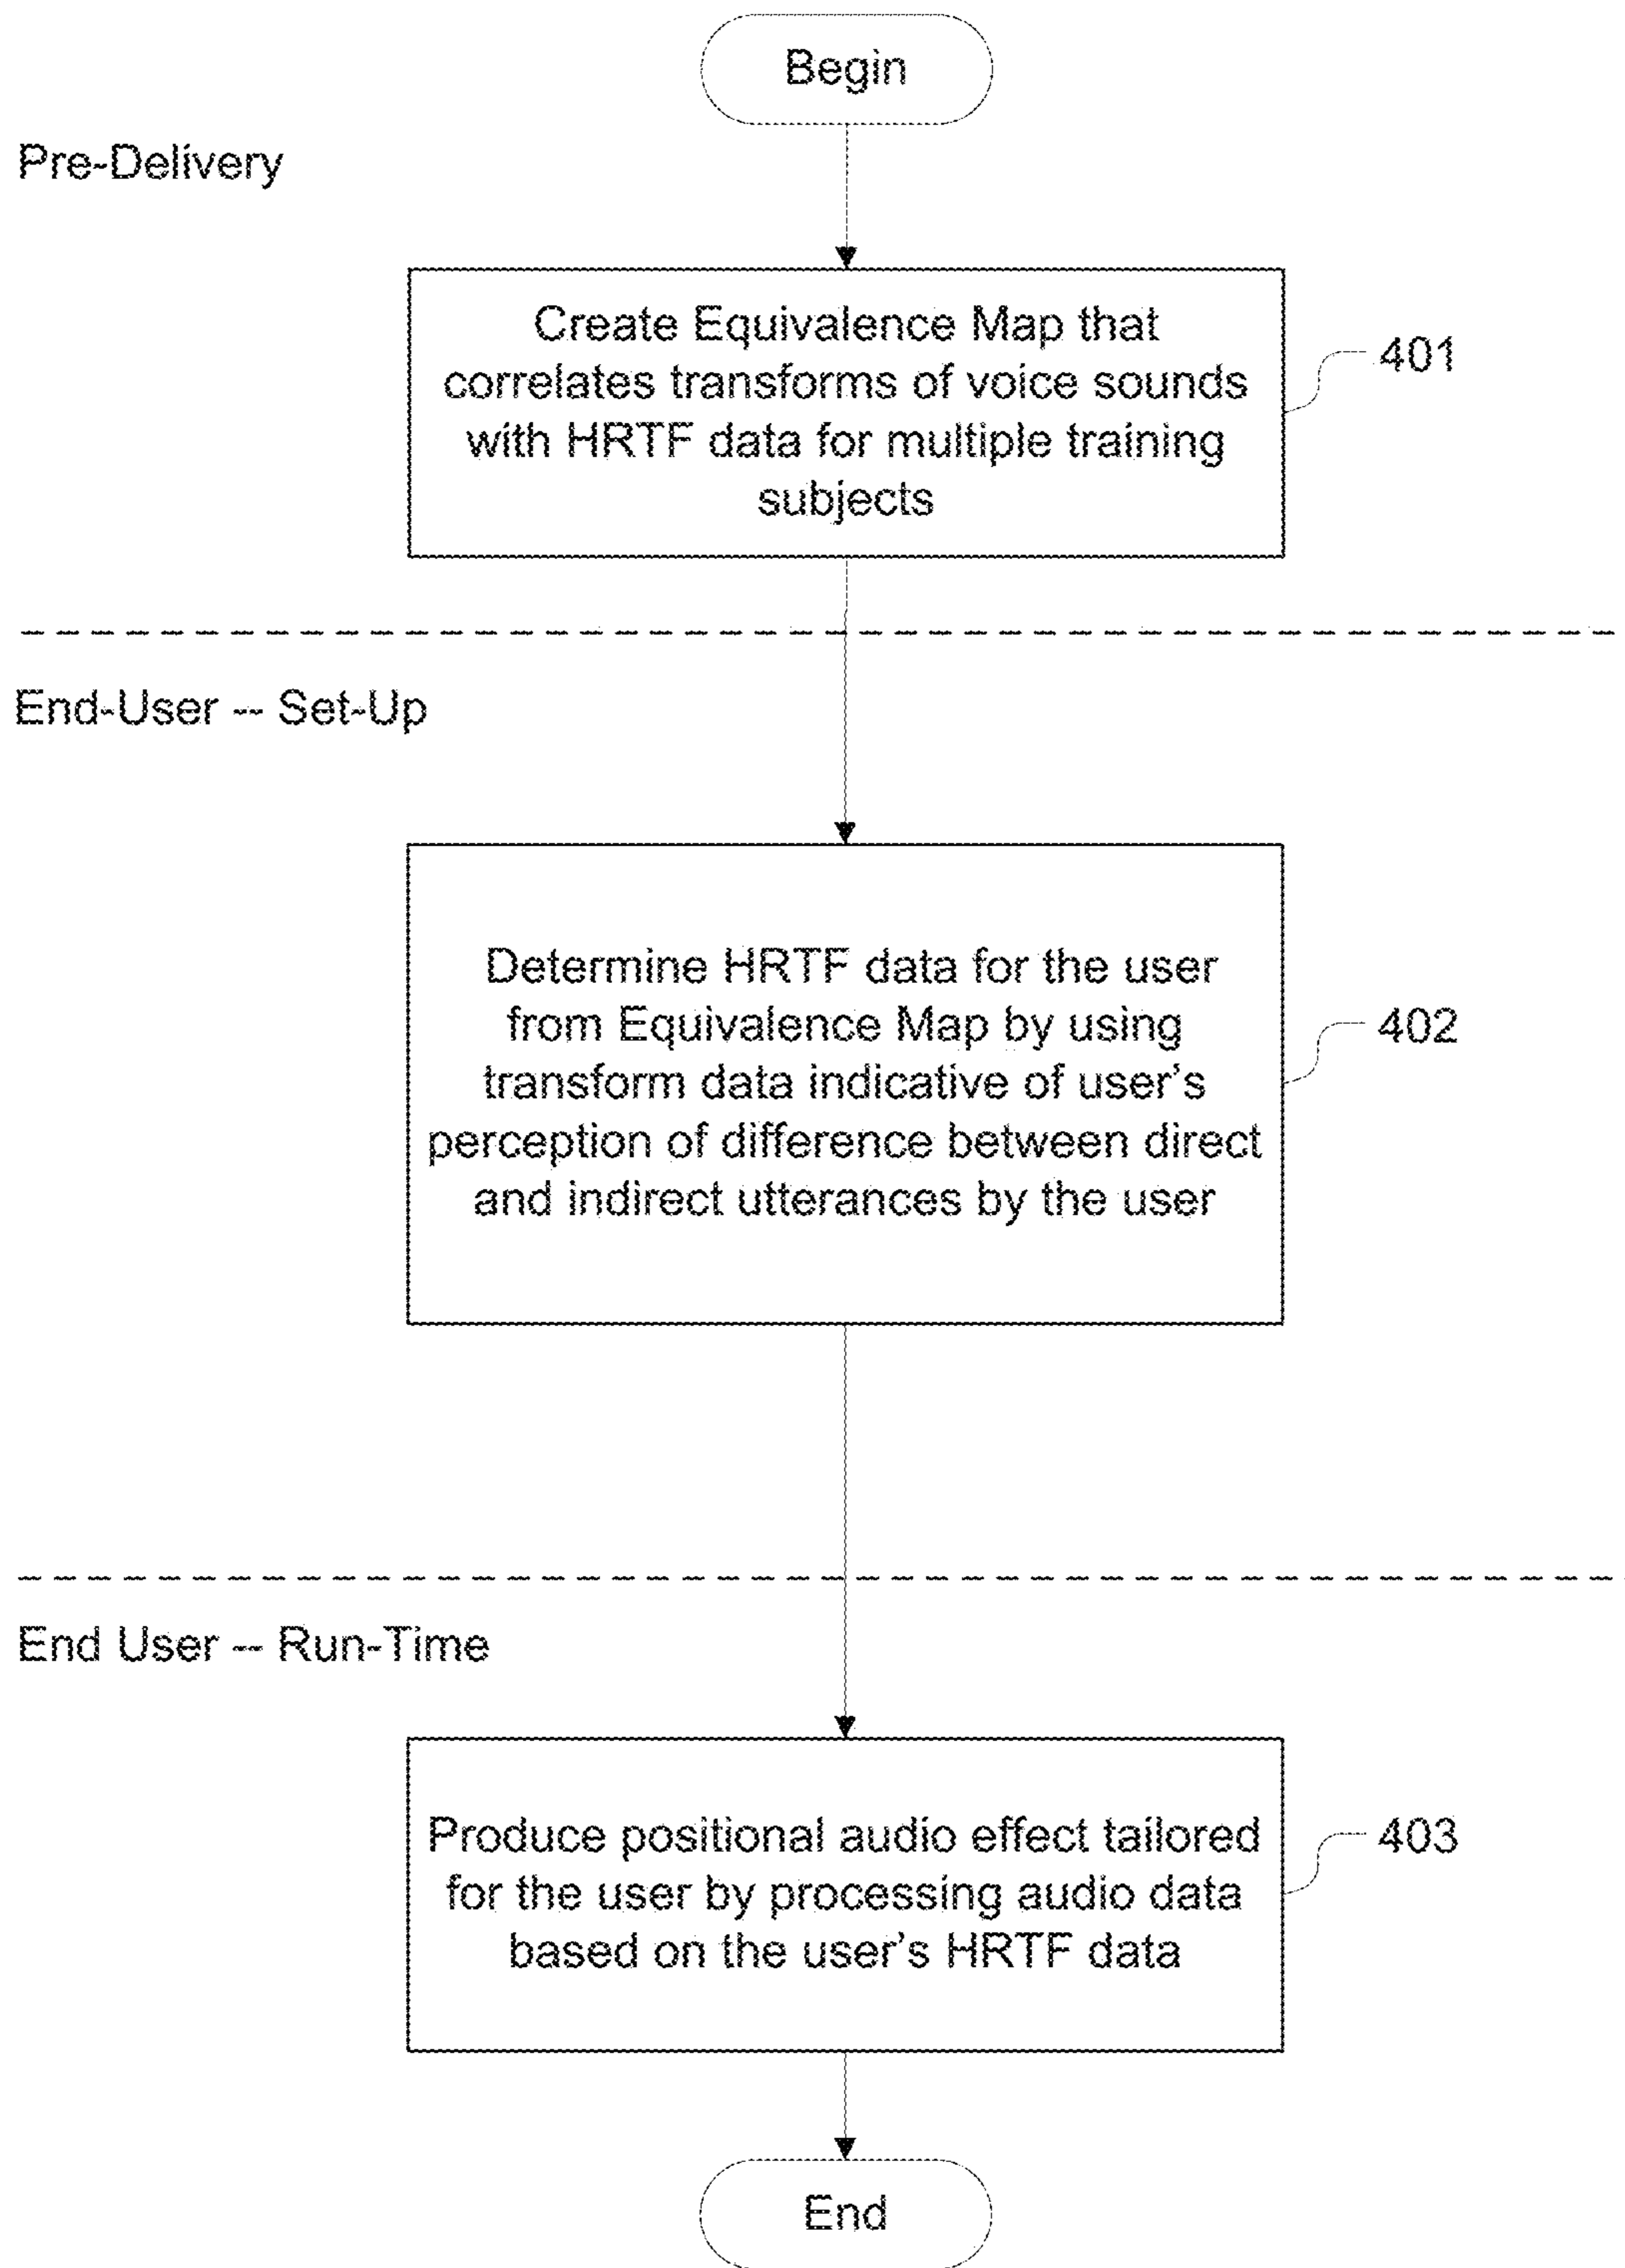 Begin
Pre-Delivery
Create Equivalence Map that
correlates transforms of voice sounds
with HRTF data for multiple training
subjects
401
End-User -- Set-Up
Determine HRTF data for the user
from Equivalence Map by using
transform data indicative of user's
perception of difference between direct
and indirect utterances by the user
402
End User -- Run-Time
Produce positional audio effect tailored
for the user by processing audio data
based on the user's HRTF data
403
End